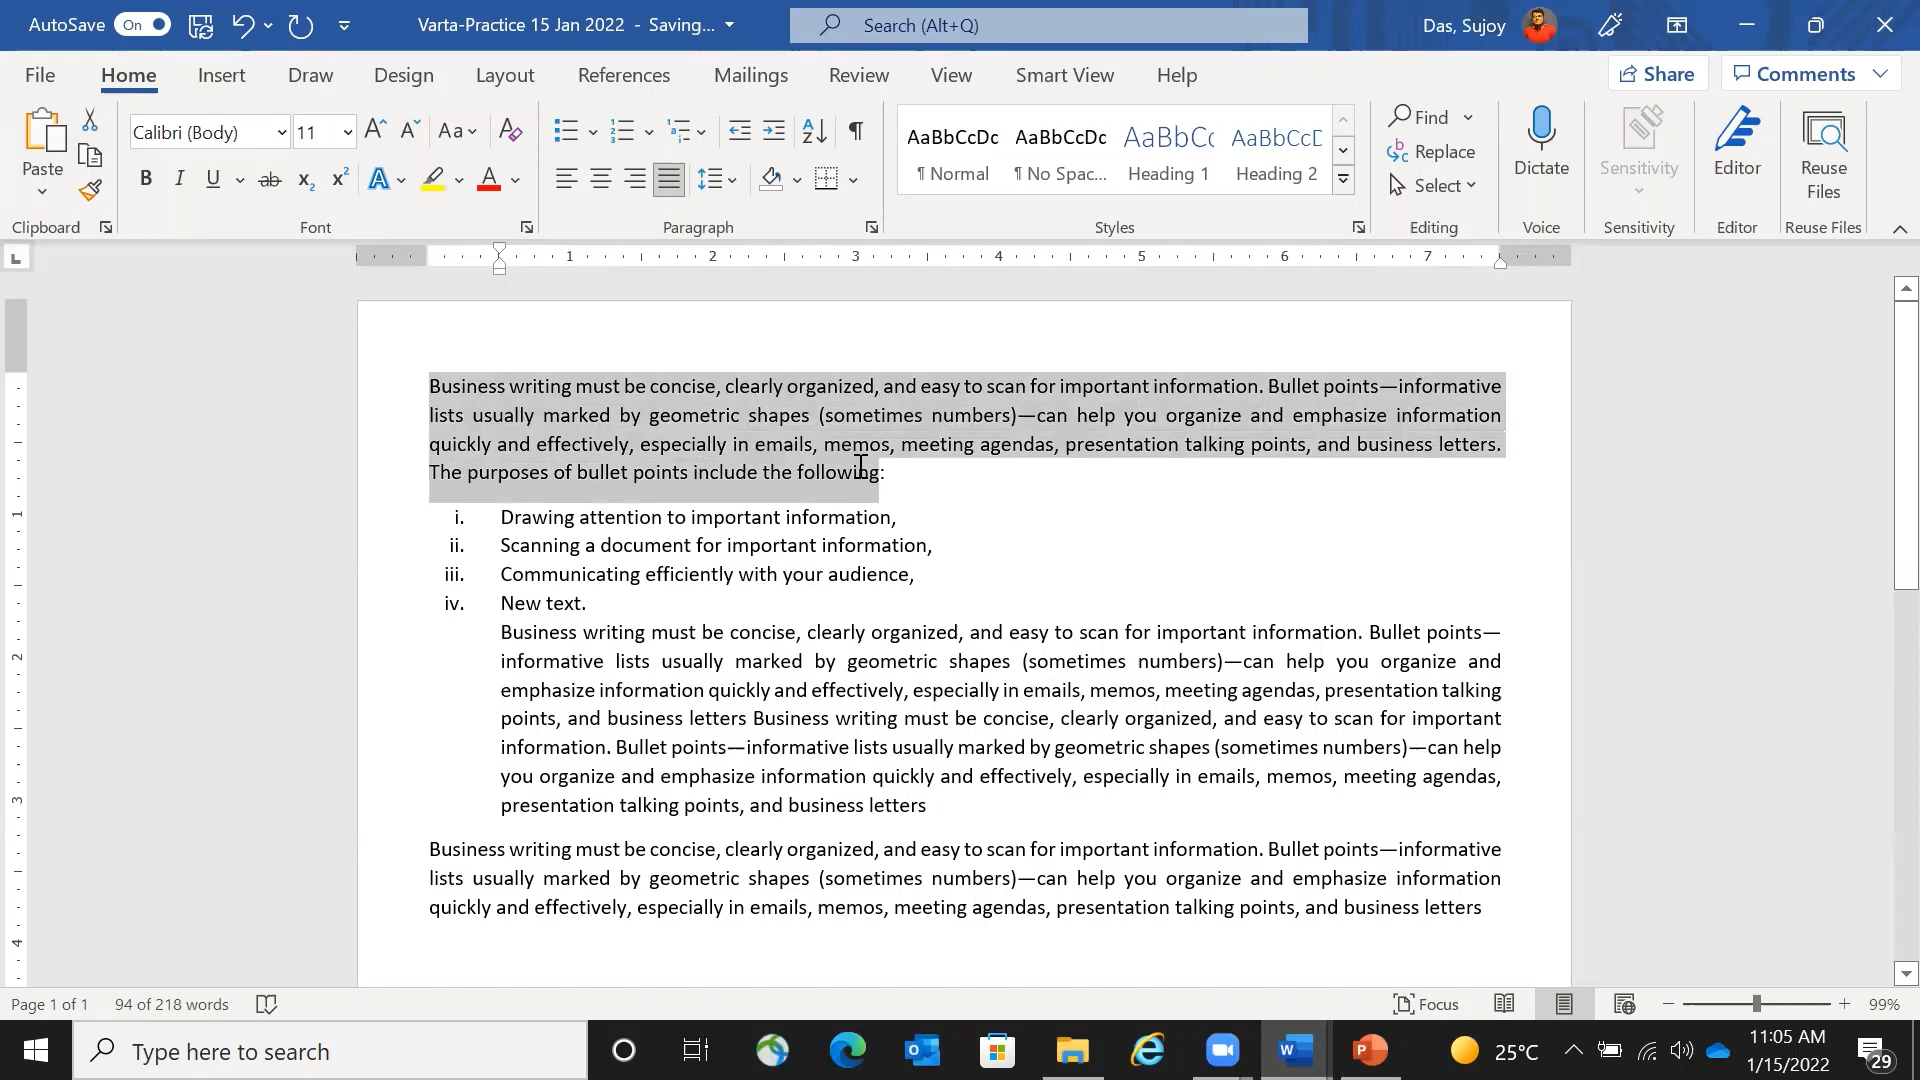 AutoSave On Varta-Practice 15 Jan 2022 - Saving... Search (Alt+Q) Das, Sujoy
File Home Insert Draw Design Layout References Mailings Review View Smart View Help Share Comments
Calibri (Body) 11 Aa
AaBbCcDc AaBbCcDc AaBbCc AaBbCcD
Find
Replace
Select
Paste
¶ Normal ¶ No Spac... Heading 1 Heading 2
Dictate Sensitivity Editor Reuse Files
Clipboard Font Paragraph Styles Editing Voice Sensitivity Editor Reuse Files
1 2 3 4 5 6 7
Business writing must be concise, clearly organized, and easy to scan for important information. Bullet points—informative
lists usually marked by geometric shapes (sometimes numbers)—can help you organize and emphasize information
quickly and effectively, especially in emails, memos, meeting agendas, presentation talking points, and business letters.
The purposes of bullet points include the following:
i. Drawing attention to important information,
ii. Scanning a document for important information,
iii. Communicating efficiently with your audience,
iv. New text.
Business writing must be concise, clearly organized, and easy to scan for important information. Bullet points—
informative lists usually marked by geometric shapes (sometimes numbers)—can help you organize and
emphasize information quickly and effectively, especially in emails, memos, meeting agendas, presentation talking
points, and business letters Business writing must be concise, clearly organized, and easy to scan for important
information. Bullet points—informative lists usually marked by geometric shapes (sometimes numbers)—can help
you organize and emphasize information quickly and effectively, especially in emails, memos, meeting agendas,
presentation talking points, and business letters
Business writing must be concise, clearly organized, and easy to scan for important information. Bullet points—informative
lists usually marked by geometric shapes (sometimes numbers)—can help you organize and emphasize information
quickly and effectively, especially in emails, memos, meeting agendas, presentation talking points, and business letters
1
2
3
4
Page 1 of 1 94 of 218 words Focus 99%
Type here to search 25°C 11:05 AM
1/15/2022 29